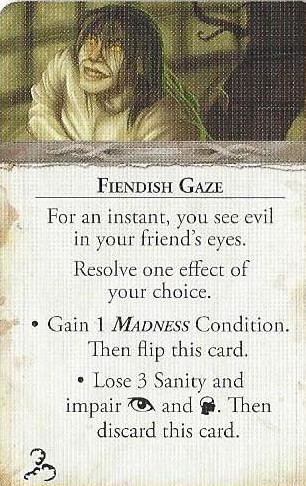 FIENDISH GAZE
For an instant, you see evil
in your friend's eyes.
Resolve one effect of
your choice.
• Gain 1 MADNESS Condition.
Then flip this card.
• Lose 3 Sanity and
impair and . Then
discard this card.